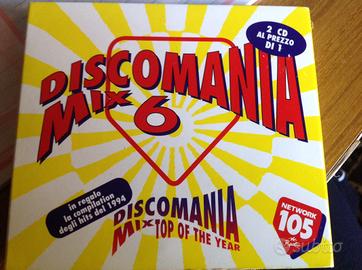 2 CD
AL PREZZO
DI 1
DISCOMANIA
MIX 6
in regalo
la compilation
degli hits del 1994
DISCOMANIA
MIX TOP OF THE YEAR
NETWORK
105
subito